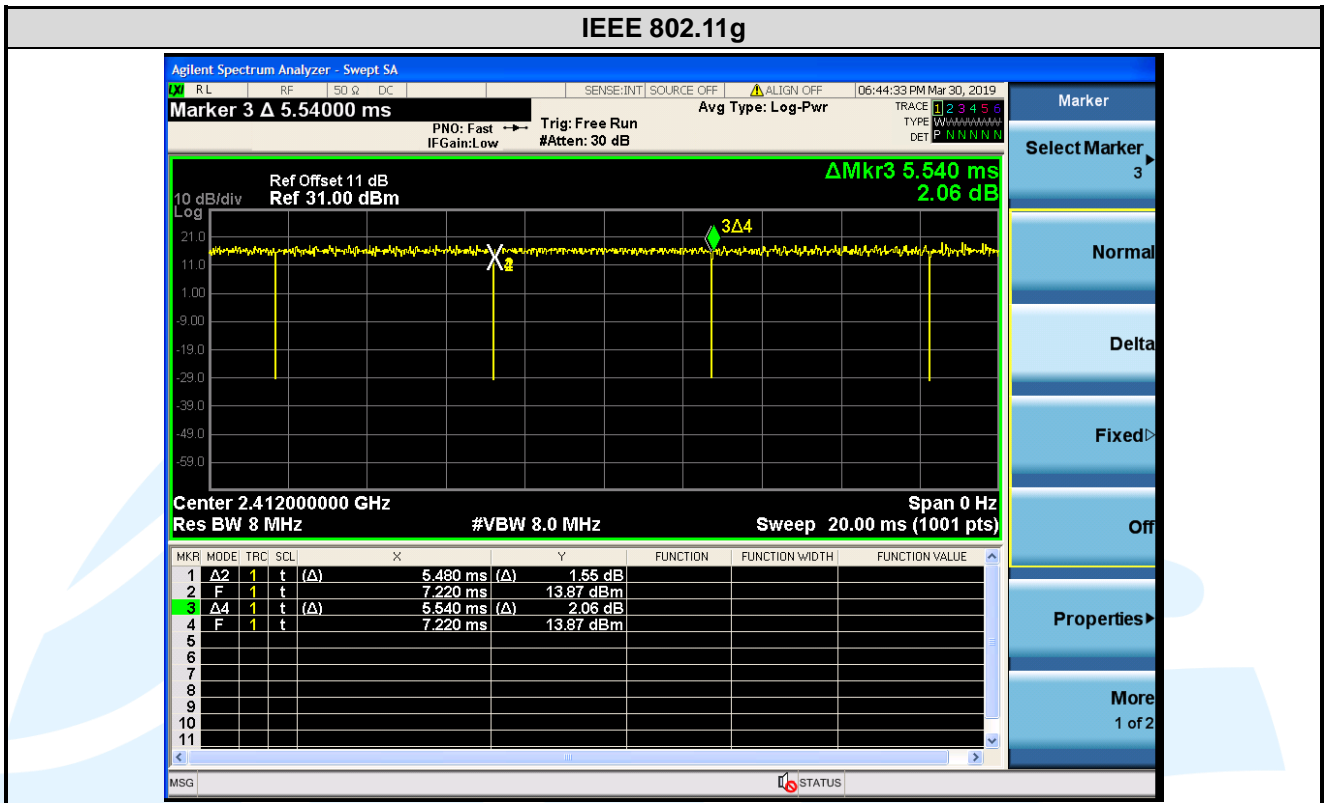 IEEE 802.11g
Agilent Spectrum Analyzer - Swept SA
LXI RL RF 50 Ω DC SENSE:INT SOURCE OFF ALIGN OFF 06:44:33 PM Mar 30, 2019
Marker 3 Δ 5.54000 ms
PNO: Fast
IFGain:Low
Trig: Free Run
#Atten: 30 dB
Avg Type: Log-Pwr
TRACE 1 2 3 4 5 6
TYPE W
DET P N N N N N
Ref Offset 11 dB
10 dB/div Ref 31.00 dBm
Log
ΔMkr3 5.540 ms
2.06 dB
21.0
11.0
1.00
-9.00
-19.0
-29.0
-39.0
-49.0
-59.0
3Δ4
Center 2.412000000 GHz Span 0 Hz
Res BW 8 MHz #VBW 8.0 MHz Sweep 20.00 ms (1001 pts)
MKR MODE TRC SCL X Y FUNCTION FUNCTION WIDTH FUNCTION VALUE
1 Δ2 1 t (Δ) 5.480 ms (Δ) 1.55 dB
2 F 1 t 7.220 ms 13.87 dBm
3 Δ4 1 t (Δ) 5.540 ms (Δ) 2.06 dB
4 F 1 t 7.220 ms 13.87 dBm
5
6
7
8
9
10
11
MSG STATUS
Marker
Select Marker
3
Normal
Delta
Fixed
Off
Properties
More
1 of 2